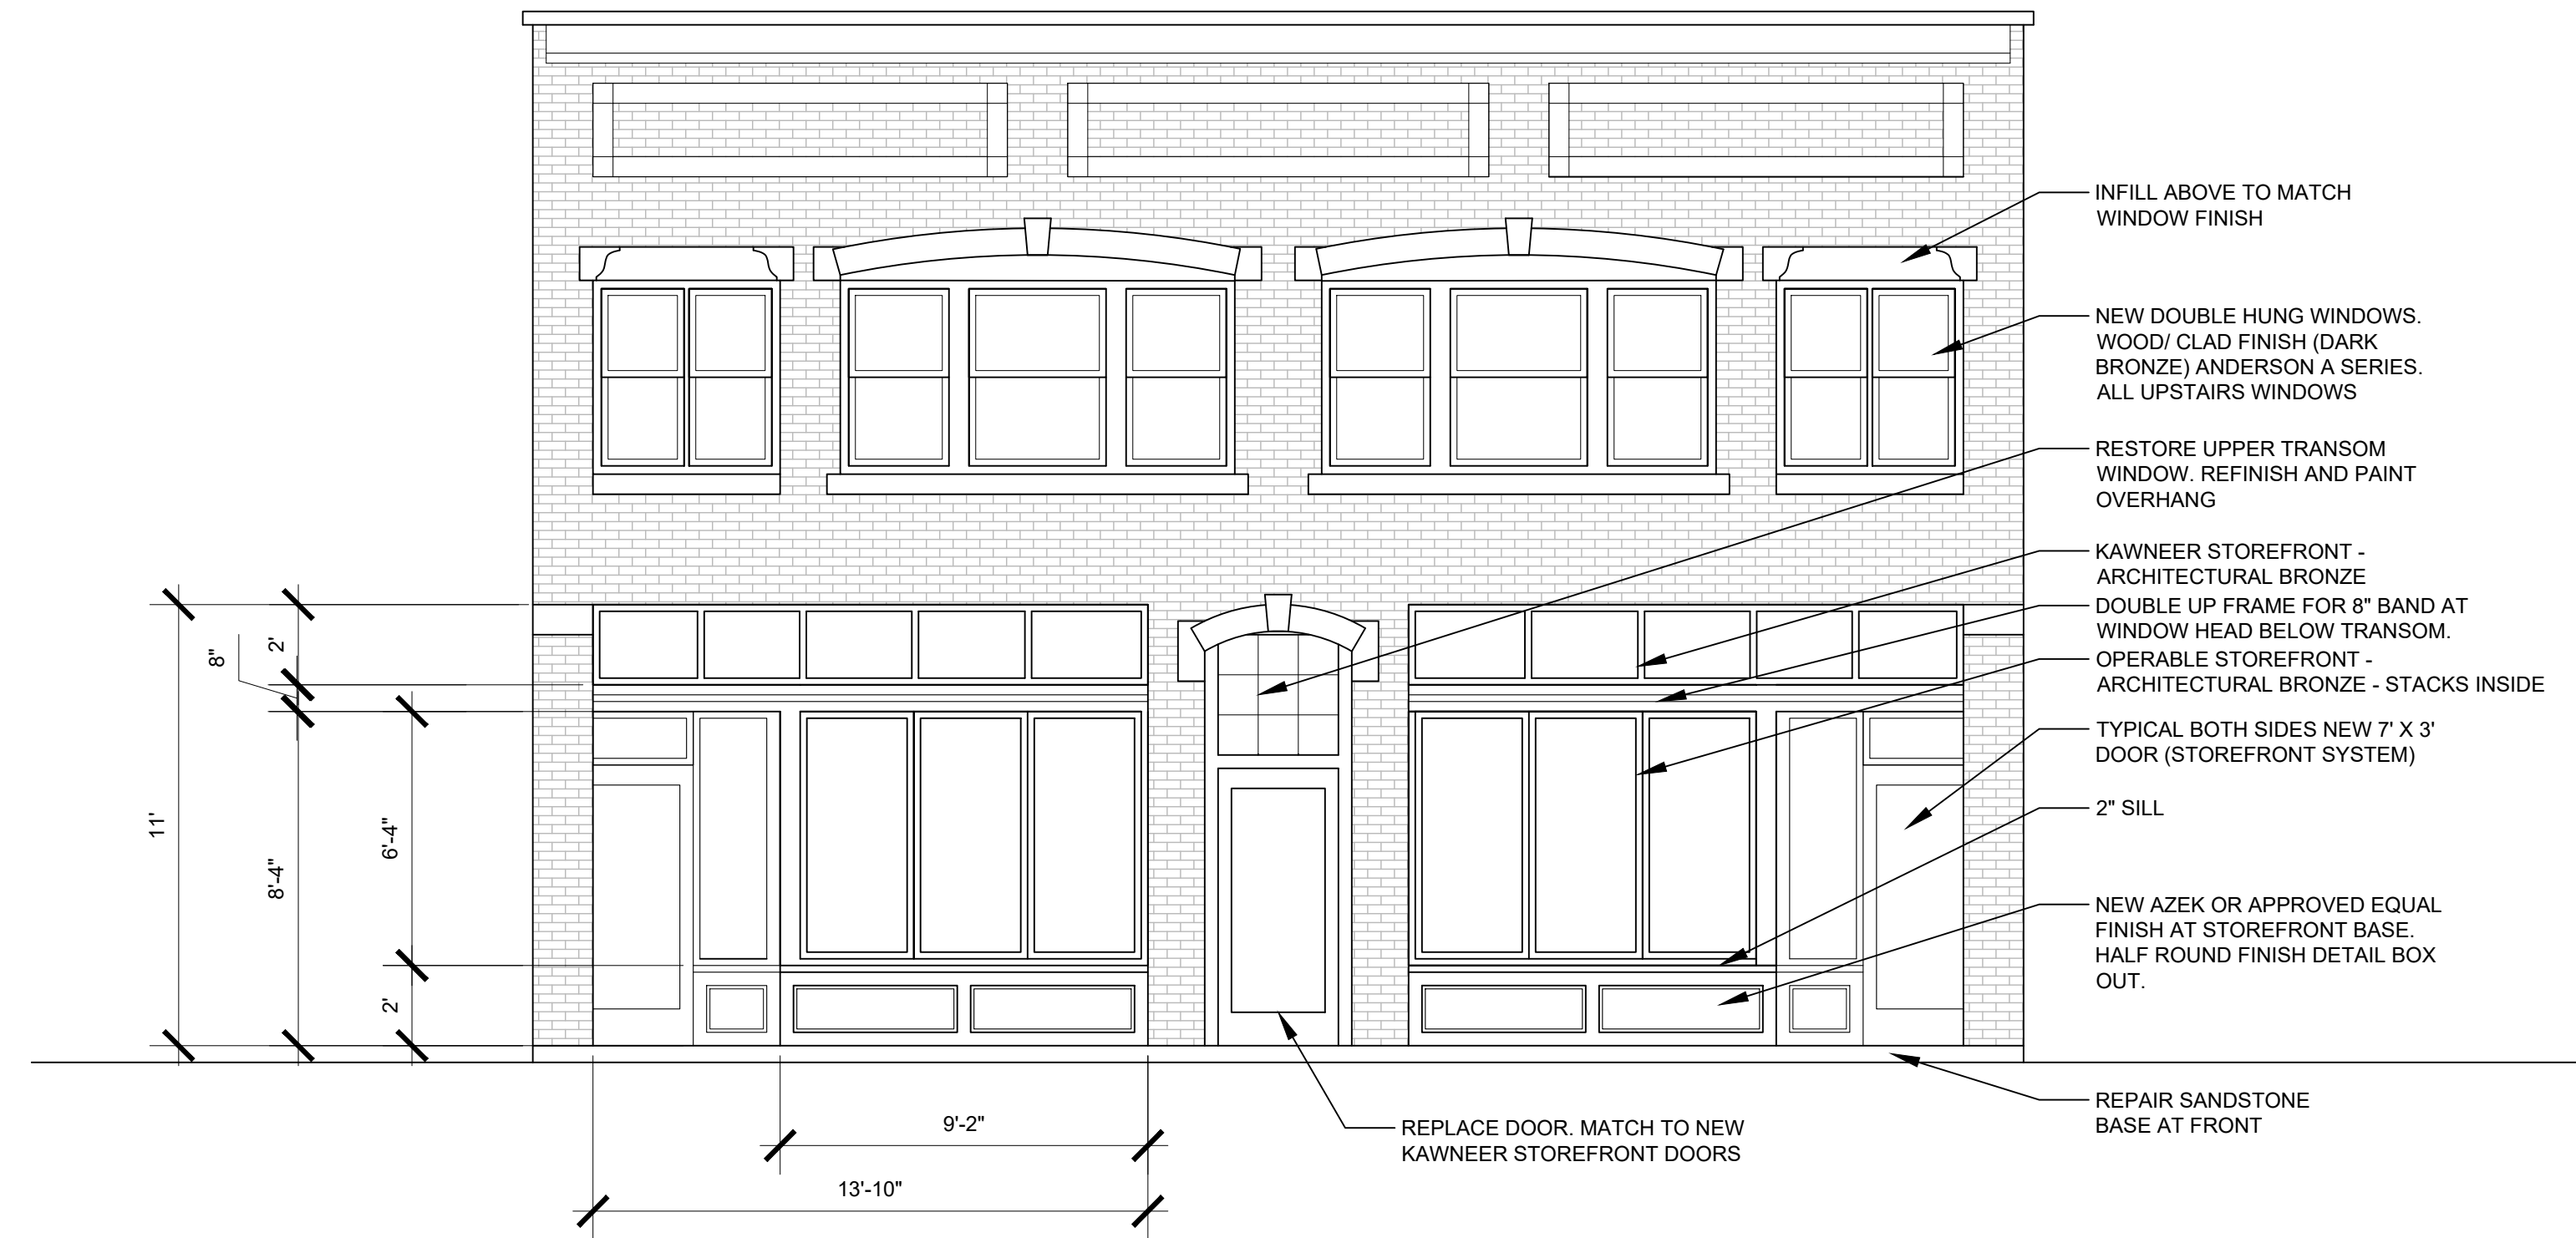 INFILL ABOVE TO MATCH
WINDOW FINISH
NEW DOUBLE HUNG WINDOWS.
WOOD/ CLAD FINISH (DARK
BRONZE) ANDERSON A SERIES.
ALL UPSTAIRS WINDOWS
RESTORE UPPER TRANSOM
WINDOW. REFINISH AND PAINT
OVERHANG
KAWNEER STOREFRONT -
ARCHITECTURAL BRONZE
DOUBLE UP FRAME FOR 8" BAND AT
WINDOW HEAD BELOW TRANSOM.
OPERABLE STOREFRONT -
ARCHITECTURAL BRONZE - STACKS INSIDE
TYPICAL BOTH SIDES NEW 7' X 3'
DOOR (STOREFRONT SYSTEM)
2" SILL
NEW AZEK OR APPROVED EQUAL
FINISH AT STOREFRONT BASE.
HALF ROUND FINISH DETAIL BOX
OUT.
REPAIR SANDSTONE
BASE AT FRONT
REPLACE DOOR. MATCH TO NEW
KAWNEER STOREFRONT DOORS
11'
8"
2'
8'-4"
6'-4"
2'
9'-2"
13'-10"